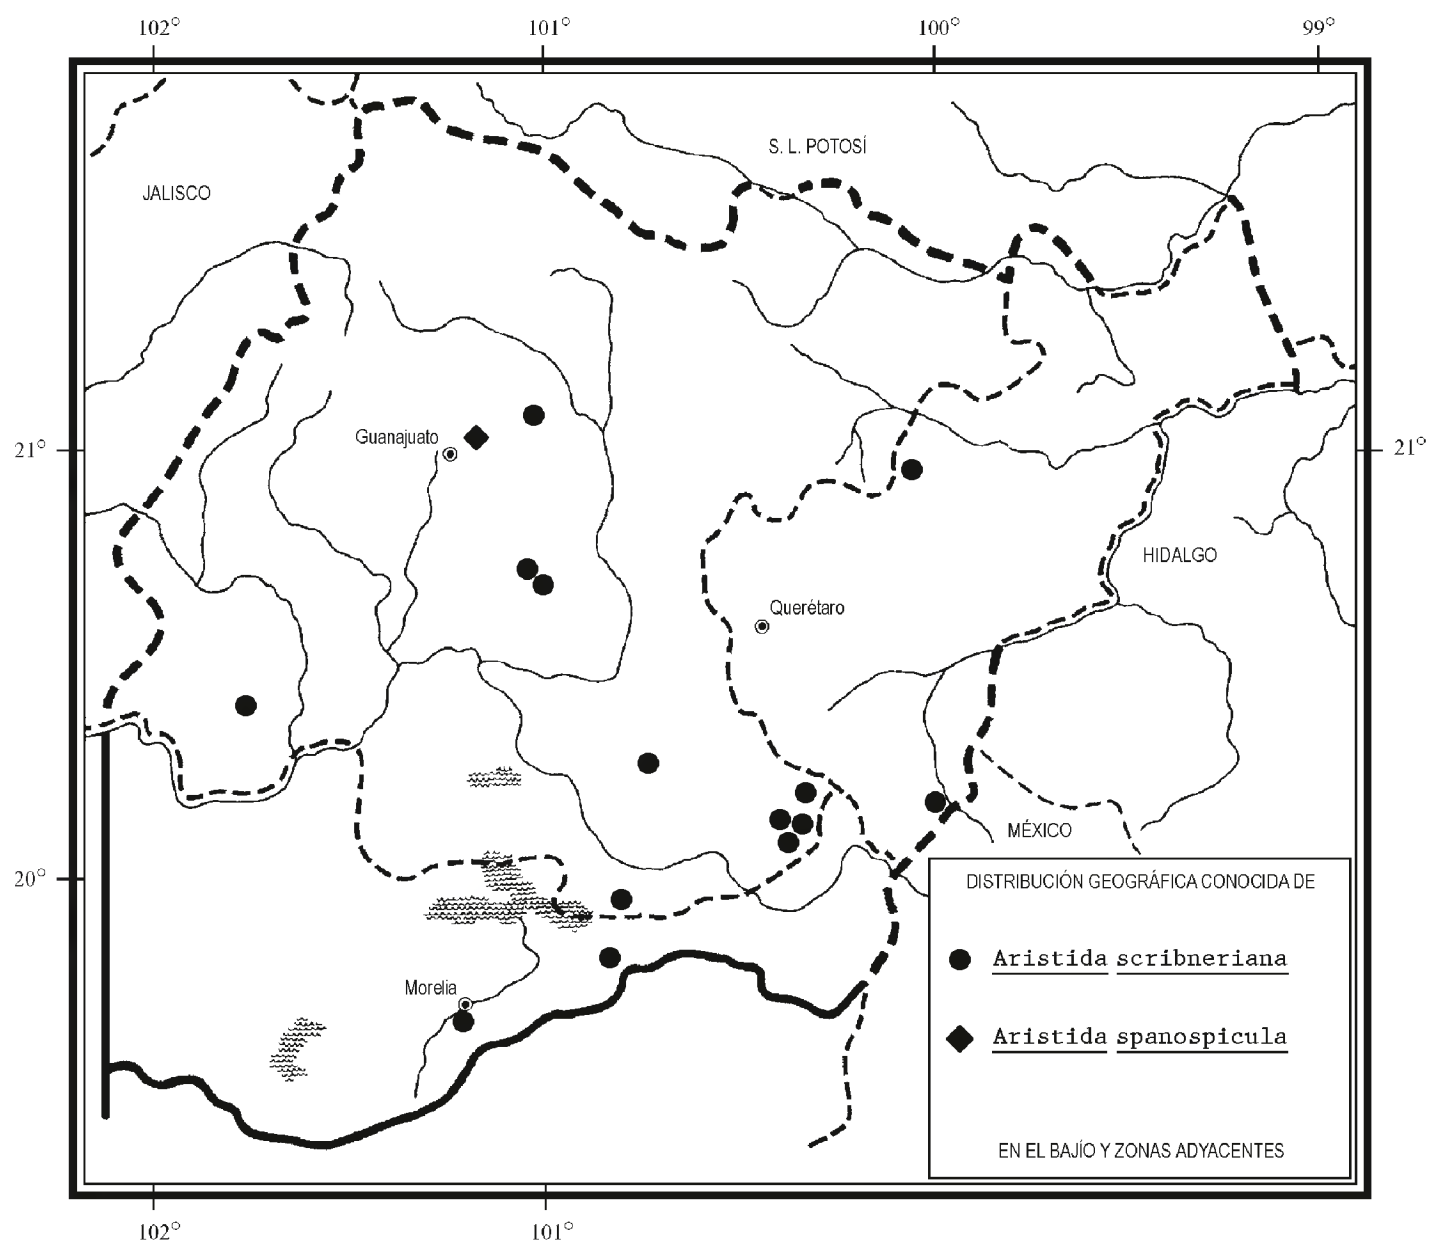 102° 101° 100° 99°
S. L. POTOSÍ
JALISCO
Guanajuato
21° 21°
HIDALGO
Querétaro
MÉXICO
20°
DISTRIBUCIÓN GEOGRÁFICA CONOCIDA DE
Aristida scribneriana
Morelia
Aristida spanospicula
EN EL BAJÍO Y ZONAS ADYACENTES
102° 101°